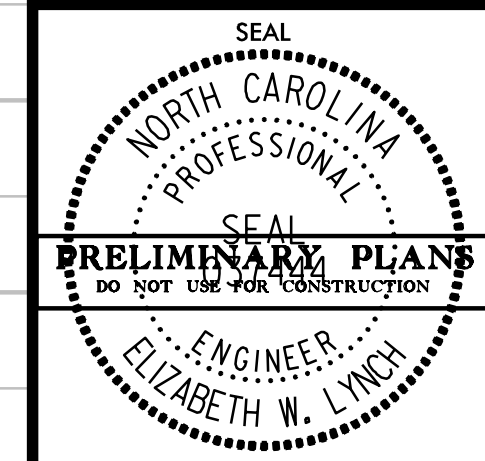 SEAL
NORTH CAROLINA
PROFESSIONAL
SEAL
PRELIMINARY PLANS
037444
DO NOT USE FOR CONSTRUCTION
ENGINEER
ELIZABETH W. LYNCH